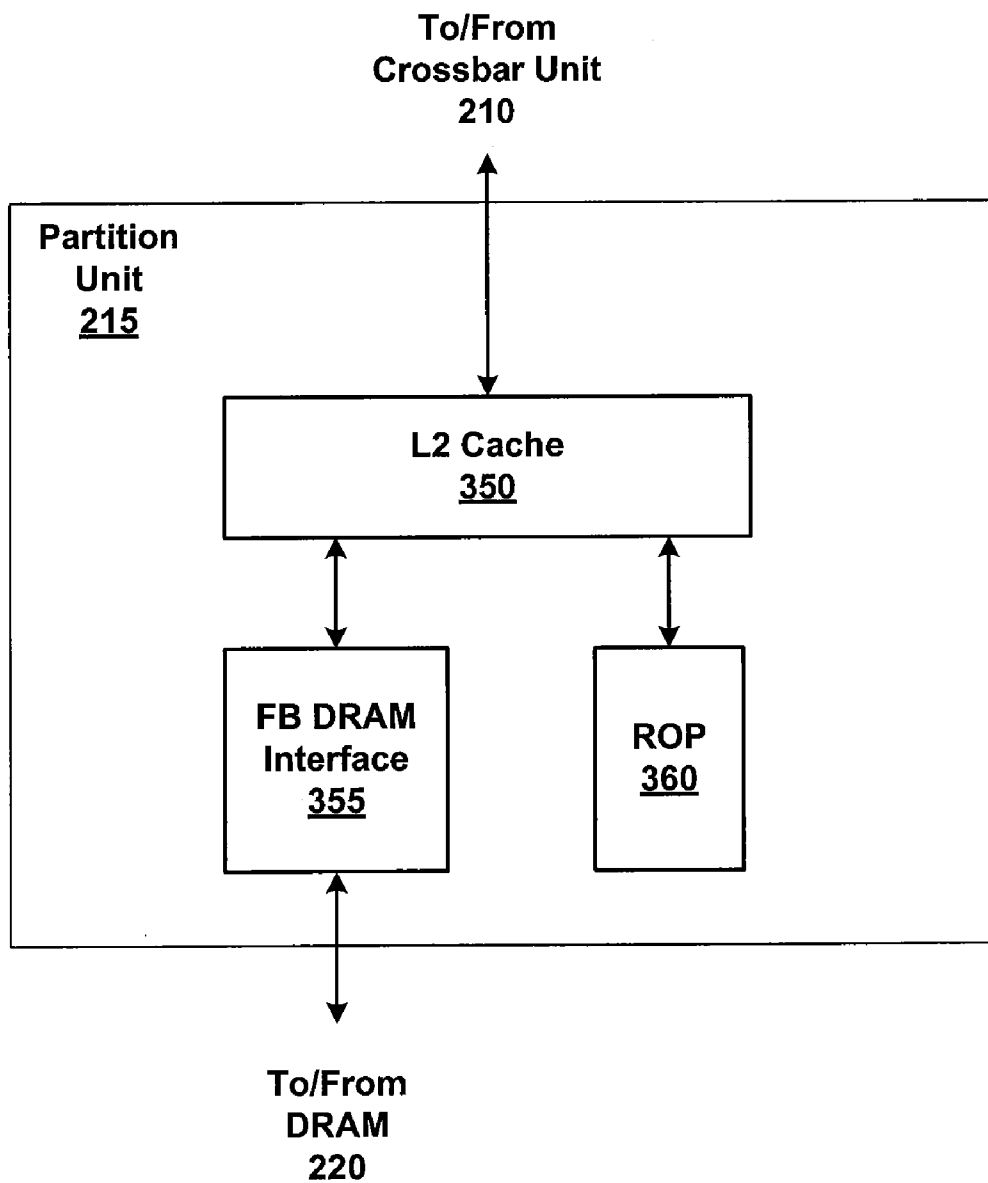 To/From
Crossbar Unit
210
Partition
Unit
215
L2 Cache
350
FB DRAM
Interface
355
ROP
360
To/From
DRAM
220